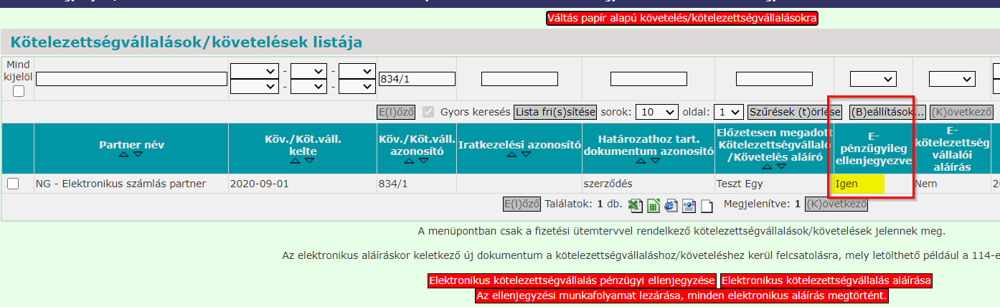 Váltás papír alapú követelés/kötelezettségvállalásokra
Kötelezettségvállalások/követelések listája
Mind
kijelöl
- -
834/1
- -
E(l)őző Gyors keresés Lista fri(s)sítése sorok: 10 oldal: 1 Szűrések (t)örlése (B)eállítások... (K)övetkező
Partner név
Köv./Köt.váll.
kelte
Köv./Köt.váll.
azonosító
Iratkezelési azonosító
Határozathoz tart.
dokumentum azonosító
Előzetesen megadott
Kötelezettségvállaló
/Követelés aláíró
E-
pénzügyileg
ellenjegyezve
E-
kötelezettség
vállalói
aláírás
NG - Elektronikus számlás partner 2020-09-01 834/1 szerződés Teszt Egy Igen Nem
E(l)őző Találatok: 1 db. Megjelenítve: 1 (K)övetkező
A menüpontban csak a fizetési ütemtervvel rendelkező kötelezettségvállalások/követelések jelennek meg.
Az elektronikus aláíráskor keletkező új dokumentum a kötelezettségvállaláshoz/követeléshez kerül felcsatolásra, mely letölthető például a 114-e
Elektronikus kötelezettségvállalás pénzügyi ellenjegyzése Elektronikus kötelezettségvállalás aláírása
Az ellenjegyzési munkafolyamat lezárása, minden elektronikus aláírás megtörtént.